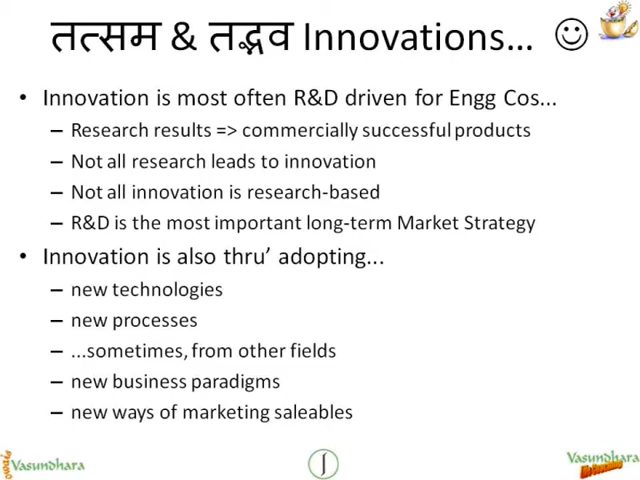 तत्सम & तद्भव Innovations... ☺
• Innovation is most often R&D driven for Engg Cos...
– Research results => commercially successful products
– Not all research leads to innovation
– Not all innovation is research-based
– R&D is the most important long-term Market Strategy
• Innovation is also thru’ adopting...
– new technologies
– new processes
– ...sometimes, from other fields
– new business paradigms
– new ways of marketing saleables
Vasundhara
∫
Vasundhara